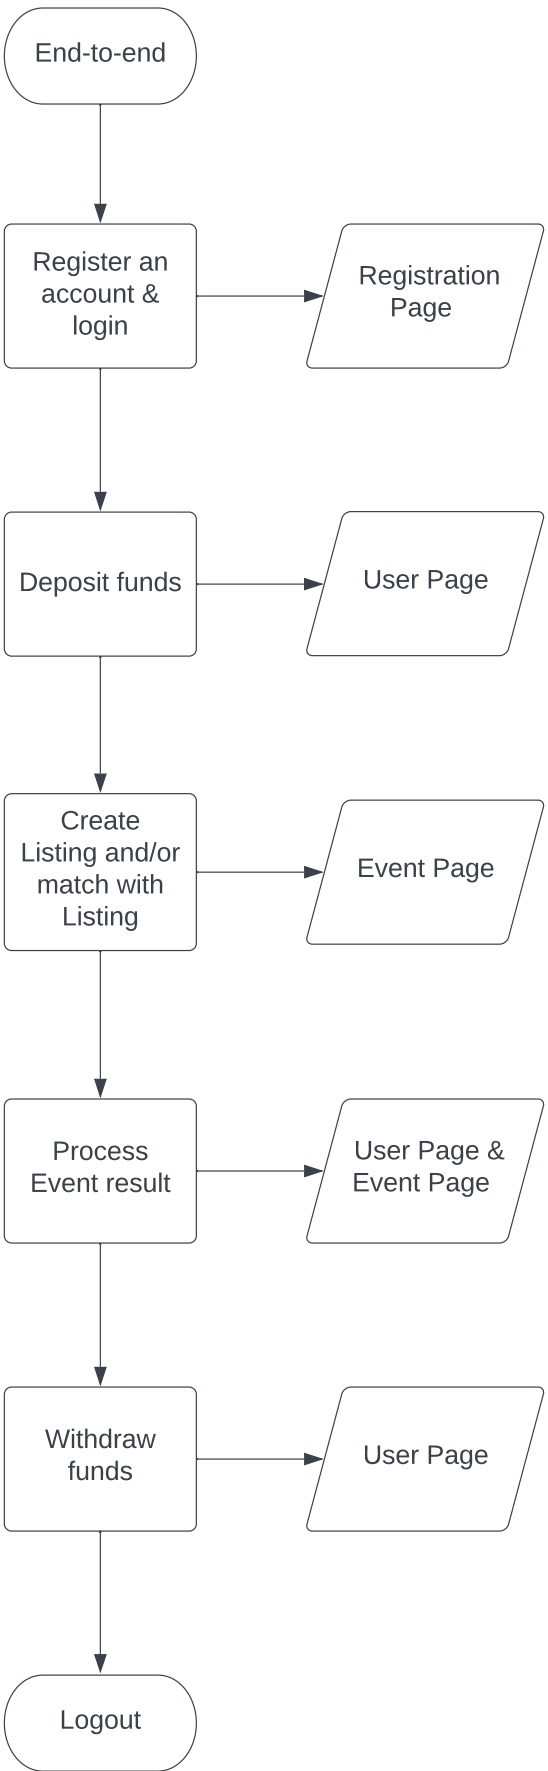 End-to-end
Register an
account &
login
Registration
Page
Deposit funds
User Page
Create
Listing and/or
match with
Listing
Event Page
Process
Event result
User Page &
Event Page
Withdraw
funds
User Page
Logout